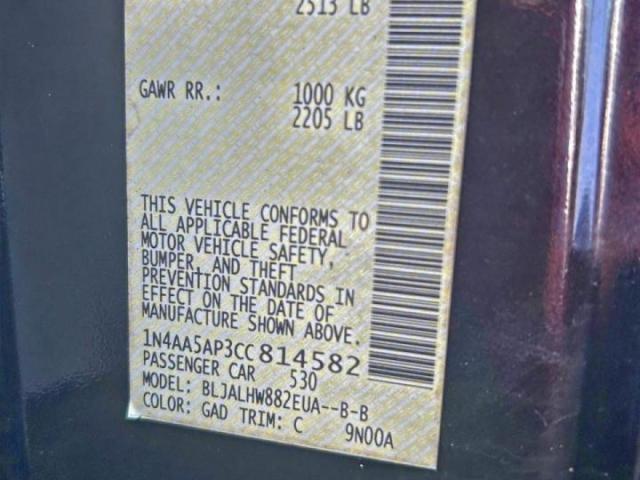 2513 LB
GAWR RR.: 1000 KG
2205 LB
THIS VEHICLE CONFORMS TO
ALL APPLICABLE FEDERAL
MOTOR VEHICLE SAFETY,
BUMPER, AND THEFT
PREVENTION STANDARDS IN
EFFECT ON THE DATE OF
MANUFACTURE SHOWN ABOVE.
1N4AA5AP3CC814582
PASSENGER CAR 530
MODEL: BLJALHW882EUA--B-B
COLOR: GAD TRIM: C 9N00A